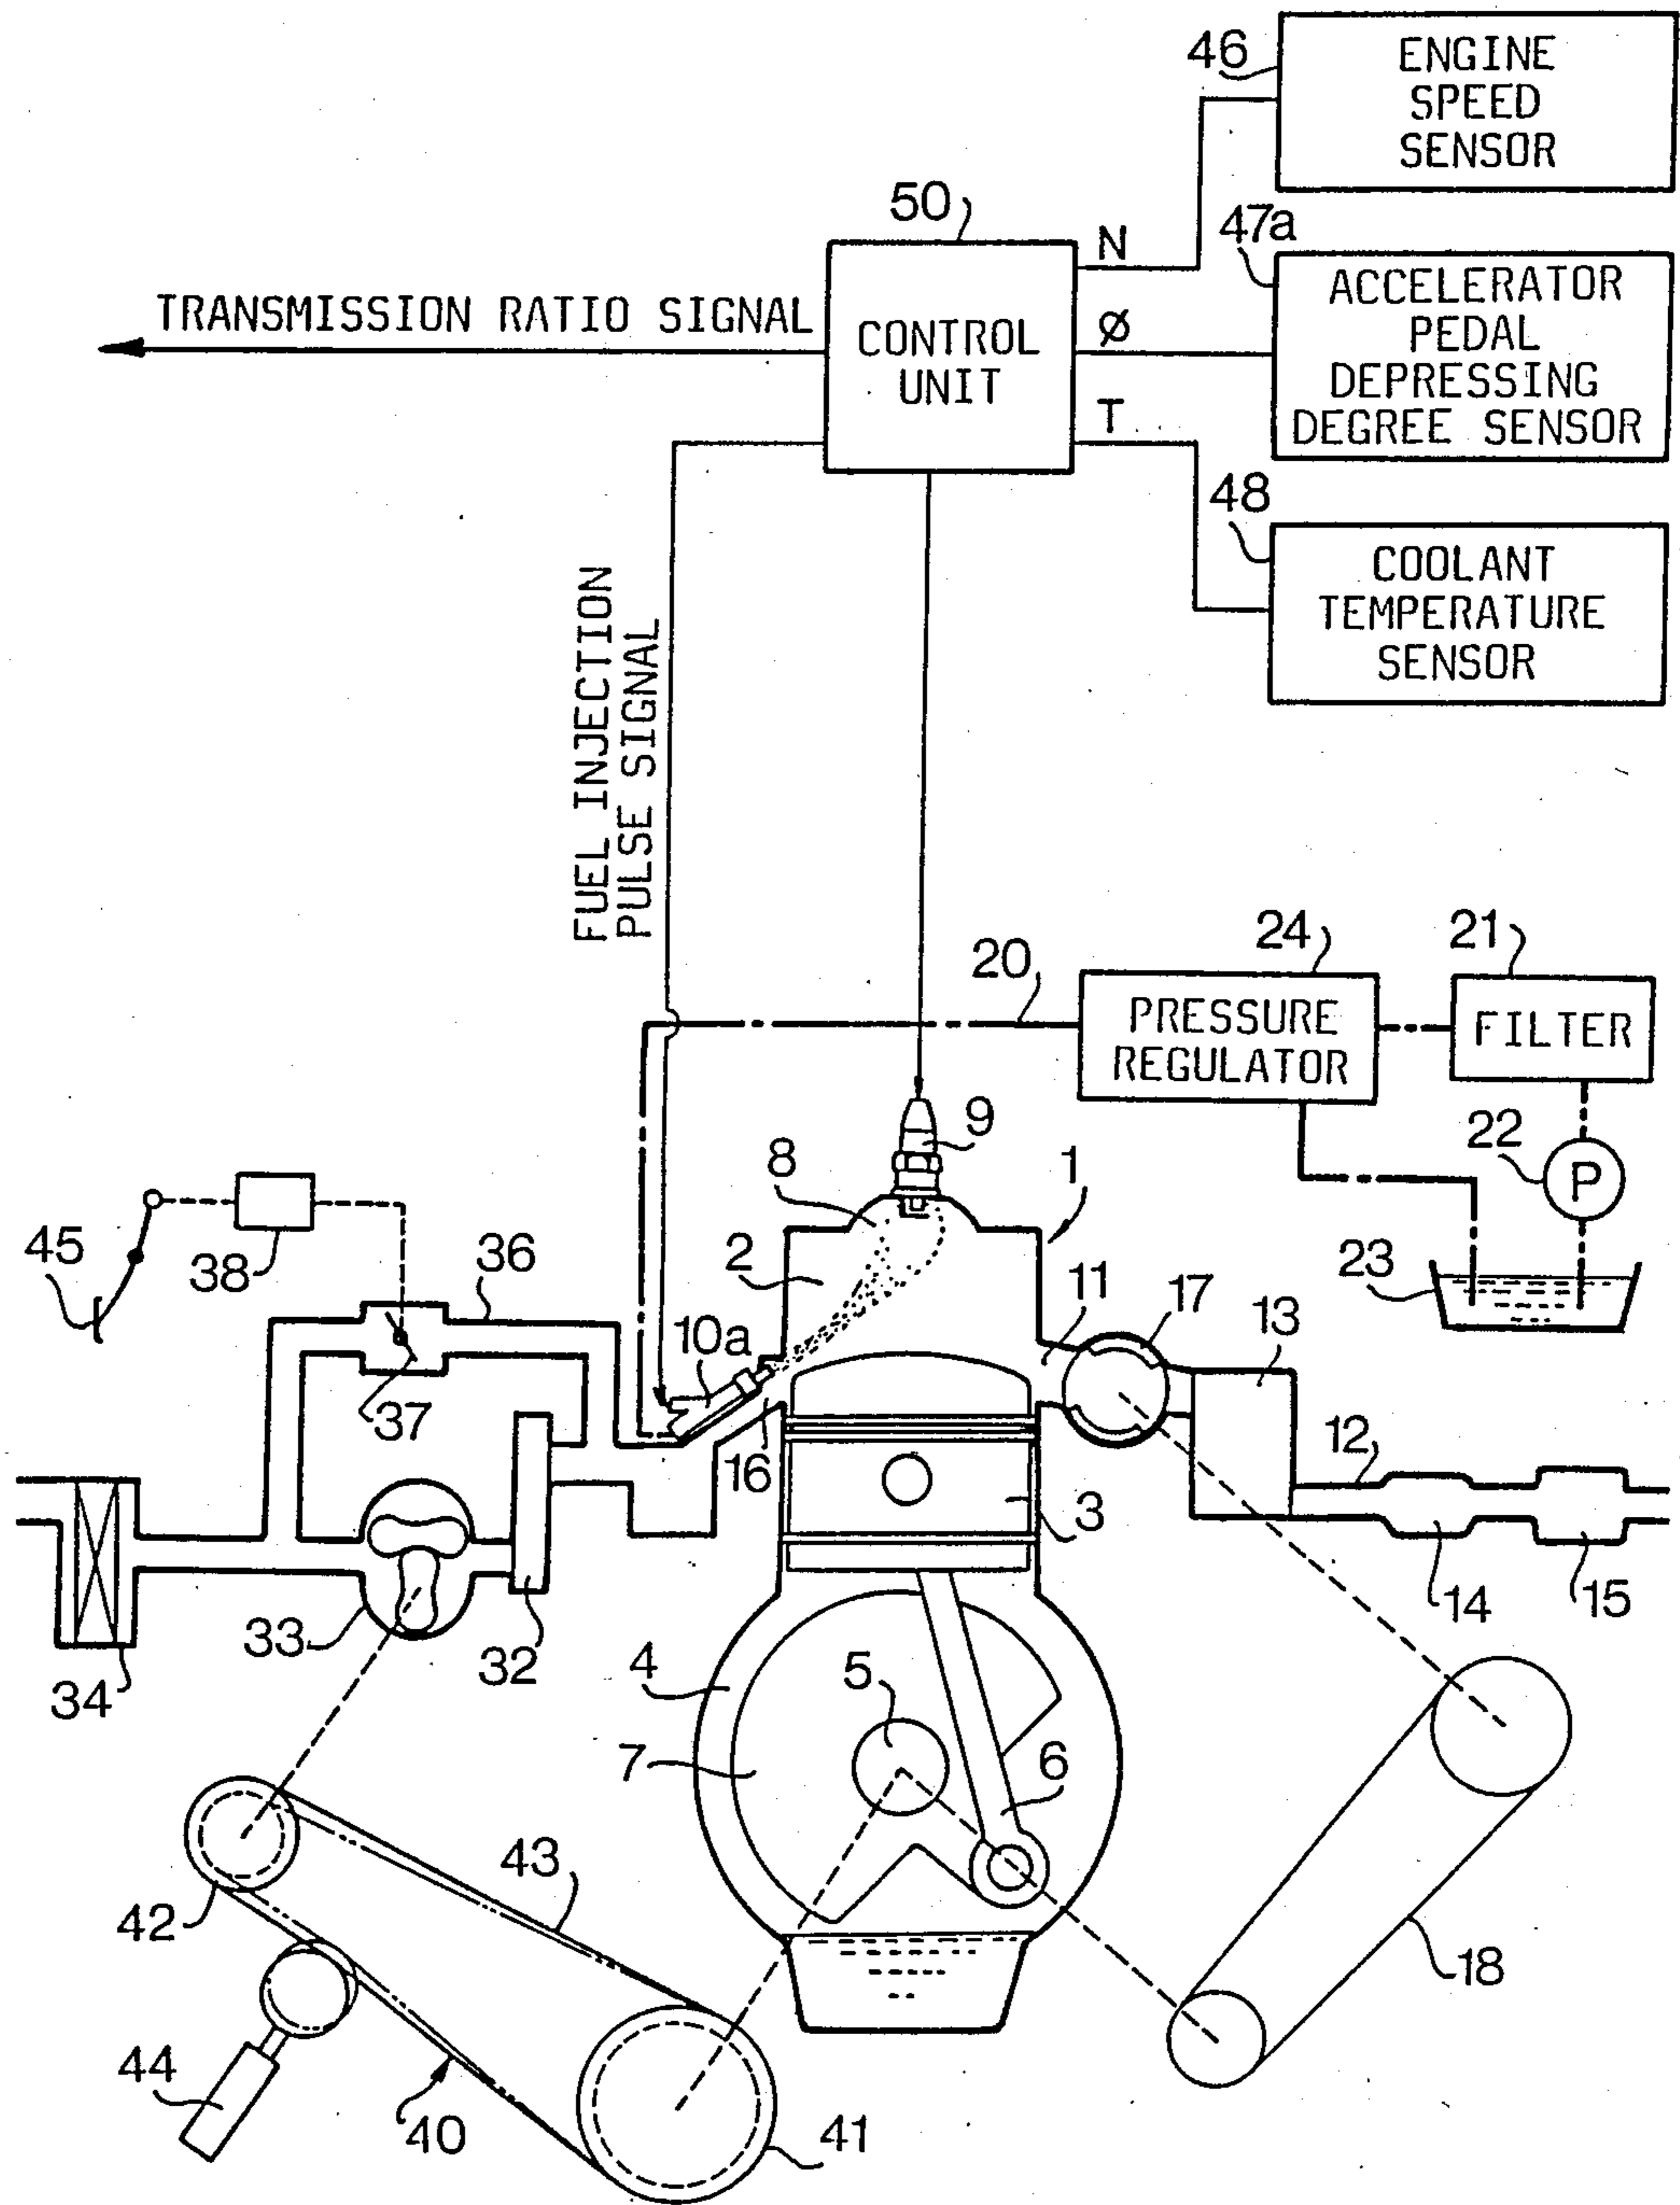 46
ENGINE
SPEED
SENSOR
50
N
47a
ACCELERATOR
PEDAL
DEPRESSING
DEGREE SENSOR
TRANSMISSION RATIO SIGNAL
CONTROL
UNIT
Ø
T
48
COOLANT
TEMPERATURE
SENSOR
FUEL INJECTION
PULSE SIGNAL
24
21
20
PRESSURE
REGULATOR
FILTER
9
22
P
8
1
45
38
36
2
11
17
23
13
10a
37
16
12
3
33
32
34
14
15
4
5
7
6
43
42
18
44
40
41